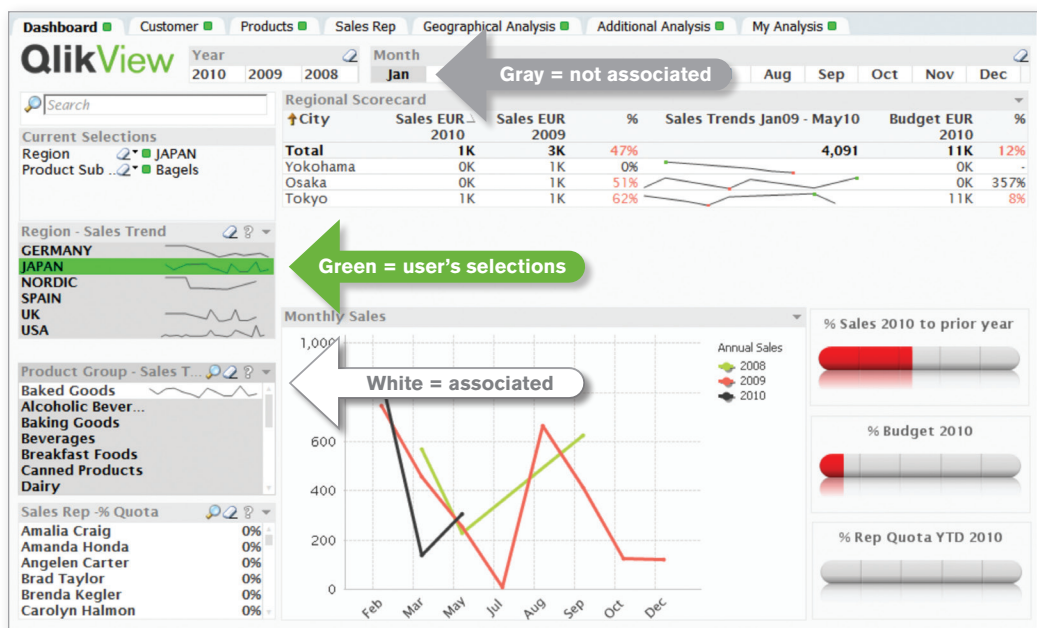 Dashboard Customer Products Sales Rep Geographical Analysis Additional Analysis My Analysis
QlikView
Year
2010 2009 2008
Month
Jan Aug Sep Oct Nov Dec
Gray = not associated
Search
Current Selections
Region JAPAN
Product Sub .. Bagels
Regional Scorecard
City Sales EUR 2010 Sales EUR 2009 % Sales Trends Jan09 - May10 Budget EUR 2010 %
Total 1K 3K 47% 4,091 11K 12%
Yokohama 0K 1K 0% 0K -
Osaka 0K 1K 51% 0K 357%
Tokyo 1K 1K 62% 11K 8%
Region - Sales Trend ?
GERMANY
JAPAN
NORDIC
SPAIN
UK
USA
Green = user's selections
Product Group - Sales T... ?
Baked Goods
Alcoholic Bever...
Baking Goods
Beverages
Breakfast Foods
Canned Products
Dairy
White = associated
Sales Rep -% Quota ?
Amalia Craig 0%
Amanda Honda 0%
Angelen Carter 0%
Brad Taylor 0%
Brenda Kegler 0%
Carolyn Halmon 0%
Monthly Sales
1,000
600
400
200
0
Feb Mar May Jul Aug Sep Oct Dec
Annual Sales
2008
2009
2010
% Sales 2010 to prior year
% Budget 2010
% Rep Quota YTD 2010